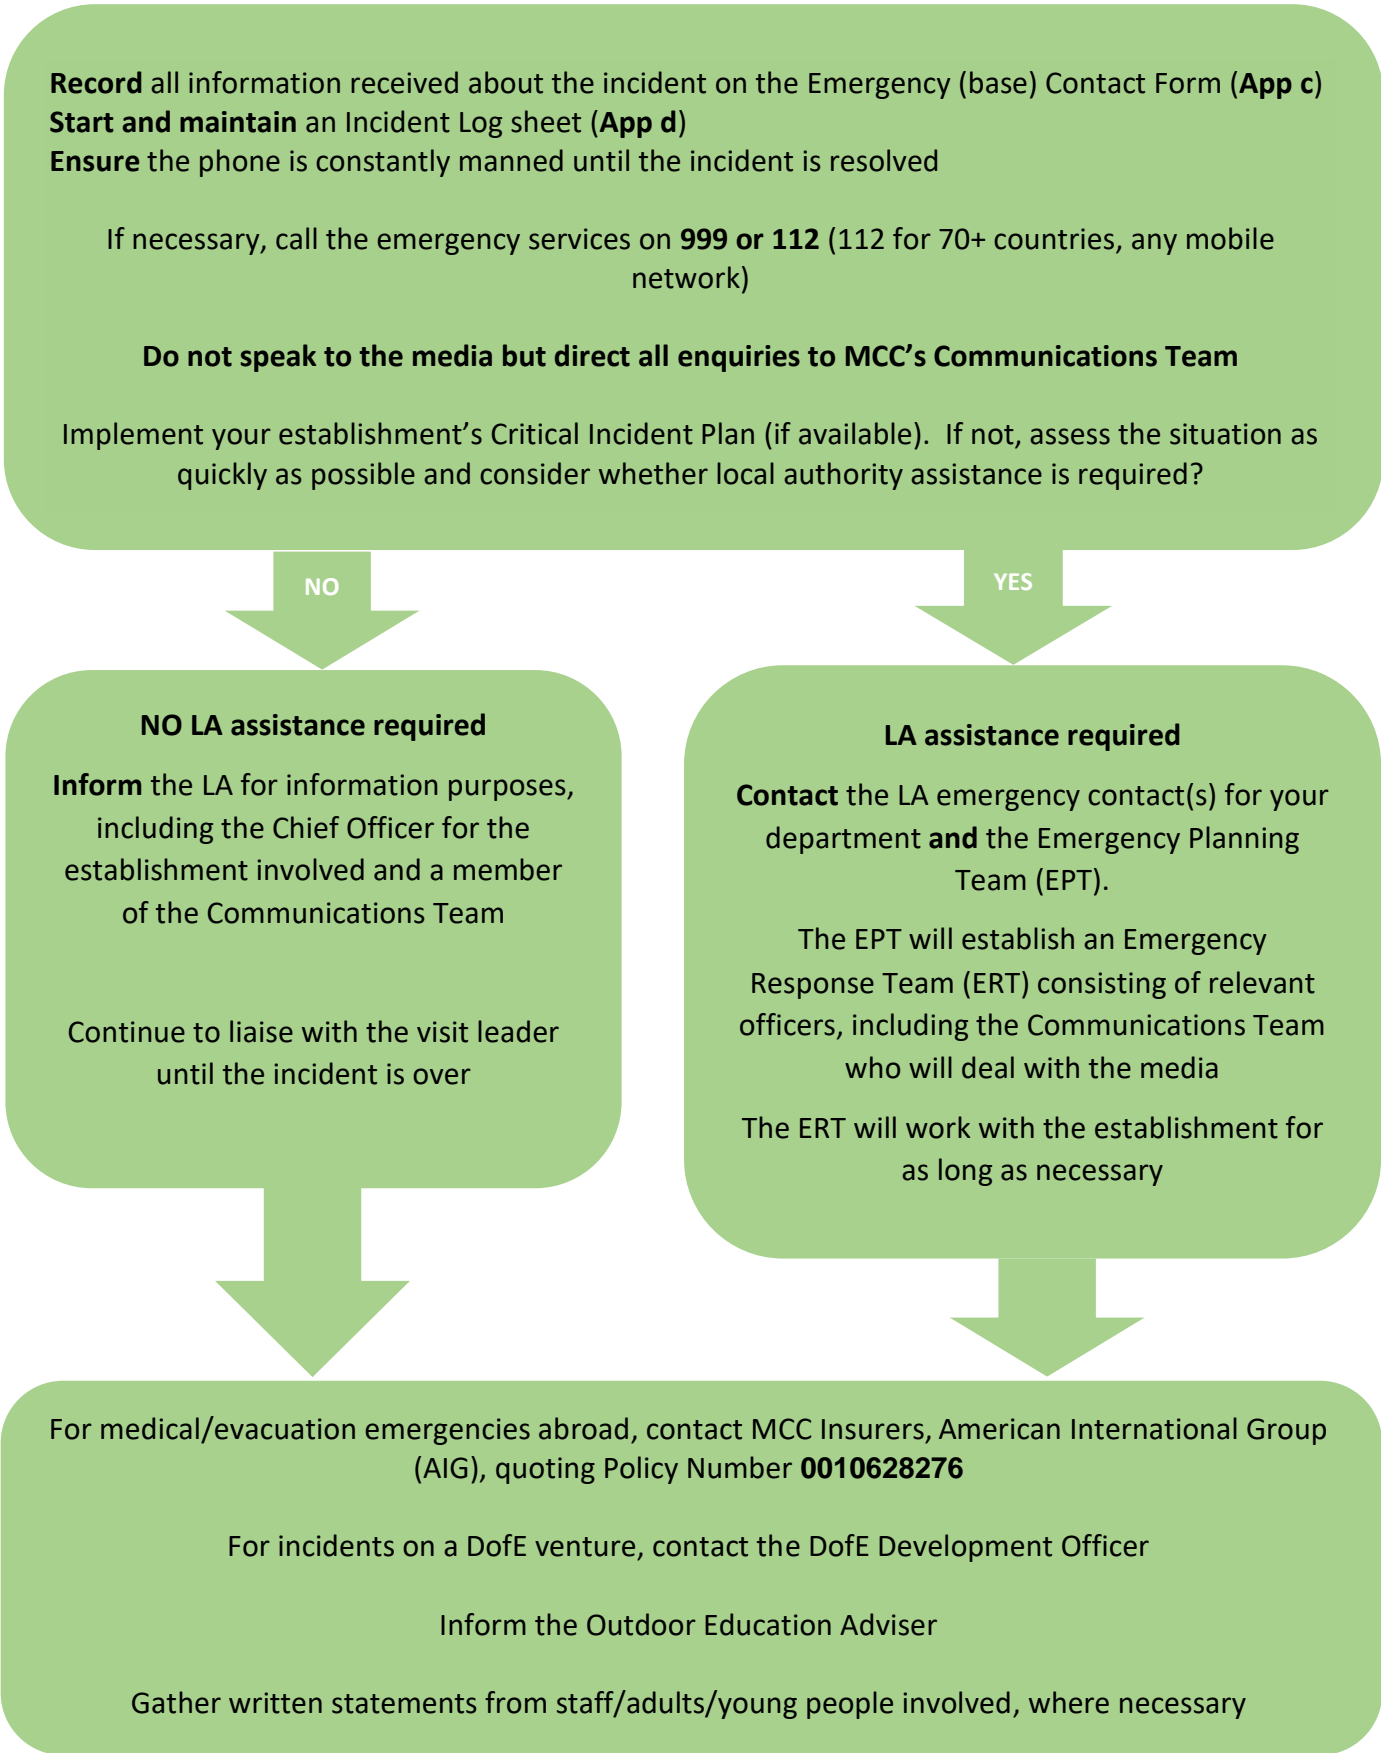 Record all information received about the incident on the Emergency (base) Contact Form (App c)
Start and maintain an Incident Log sheet (App d)
Ensure the phone is constantly manned until the incident is resolved
If necessary, call the emergency services on 999 or 112 (112 for 70+ countries, any mobile
network)
Do not speak to the media but direct all enquiries to MCC’s Communications Team
Implement your establishment’s Critical Incident Plan (if available).  If not, assess the situation as
quickly as possible and consider whether local authority assistance is required?
NO
YES
NO LA assistance required
Inform the LA for information purposes,
including the Chief Officer for the
establishment involved and a member
of the Communications Team
Continue to liaise with the visit leader
until the incident is over
LA assistance required
Contact the LA emergency contact(s) for your
department and the Emergency Planning
Team (EPT).
The EPT will establish an Emergency
Response Team (ERT) consisting of relevant
officers, including the Communications Team
who will deal with the media
The ERT will work with the establishment for
as long as necessary
For medical/evacuation emergencies abroad, contact MCC Insurers, American International Group
(AIG), quoting Policy Number 0010628276
For incidents on a DofE venture, contact the DofE Development Officer
Inform the Outdoor Education Adviser
Gather written statements from staff/adults/young people involved, where necessary